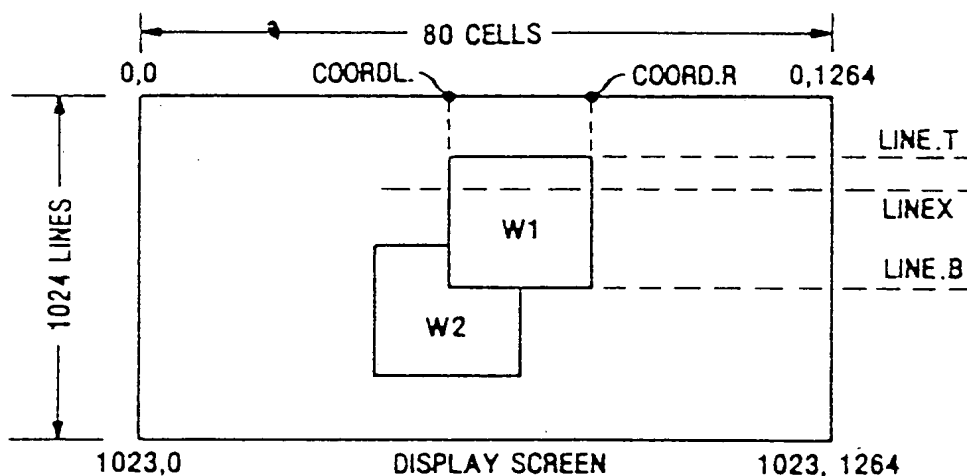 80 CELLS
0,0 COORDL. COORD.R 0,1264
LINE.T
LINEX
W1
LINE.B
1024 LINES
W2
1023,0 DISPLAY SCREEN 1023, 1264